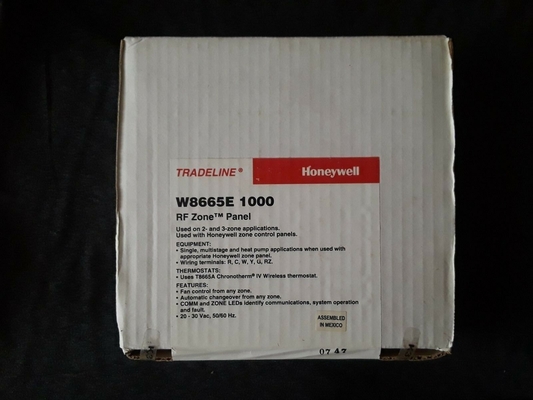 TRADELINE® Honeywell
W8665E 1000
RF Zone™ Panel
Used on 2- and 3-zone applications.
Used with Honeywell zone control panels.
EQUIPMENT:
• Single, multistage and heat pump applications when used with
appropriate Honeywell zone panel.
• Wiring terminals: R, C, W, Y, G, RZ.
THERMOSTATS:
• Uses T8665A Chronotherm® IV Wireless thermostat.
FEATURES:
• Fan control from any zone.
• Automatic changeover from any zone.
• COMM and ZONE LEDs identify communications, system operation
and fault.
• 20 - 30 Vac, 50/60 Hz.
ASSEMBLED
IN MEXICO
0747